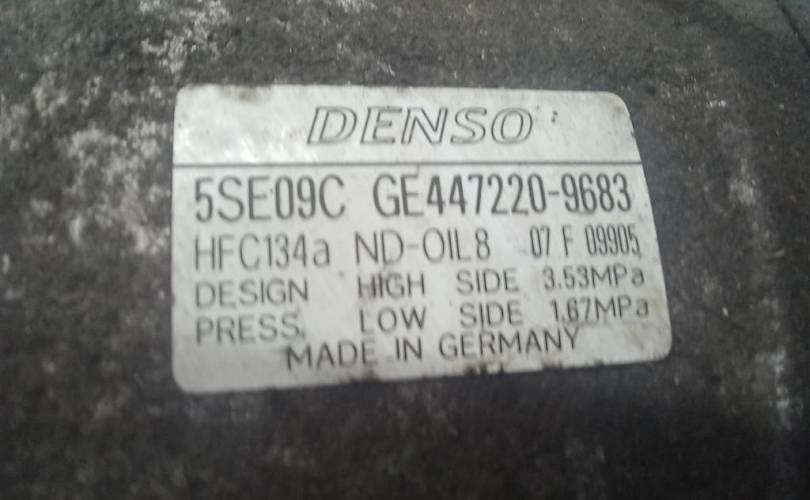 DENSO
5SE09C GE447220-9683
HFC134a ND-OIL8 07 F 09905
DESIGN HIGH SIDE 3.53MPa
PRESS. LOW SIDE 1.67MPa
MADE IN GERMANY